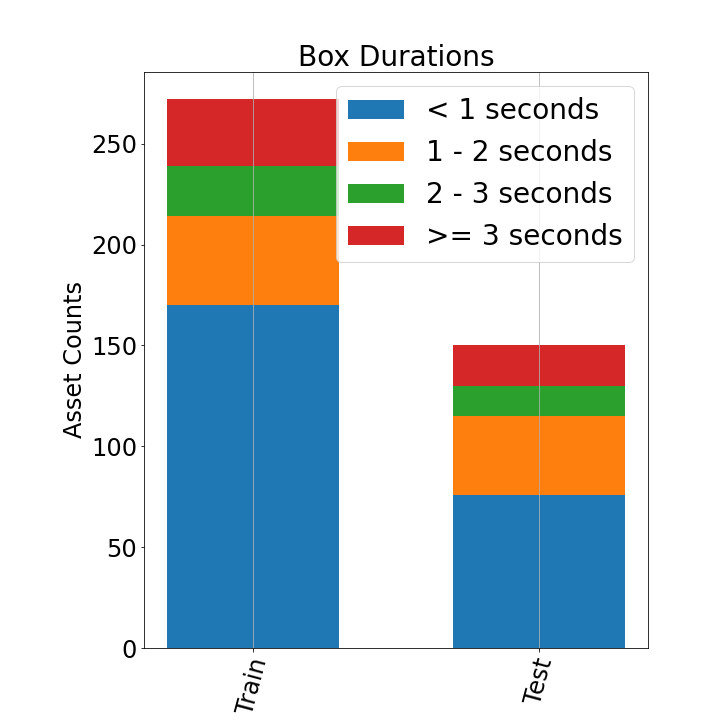 Box Durations
< 1 seconds
1 - 2 seconds
2 - 3 seconds
>= 3 seconds
Asset Counts
250
200
150
100
50
0
Train
Test